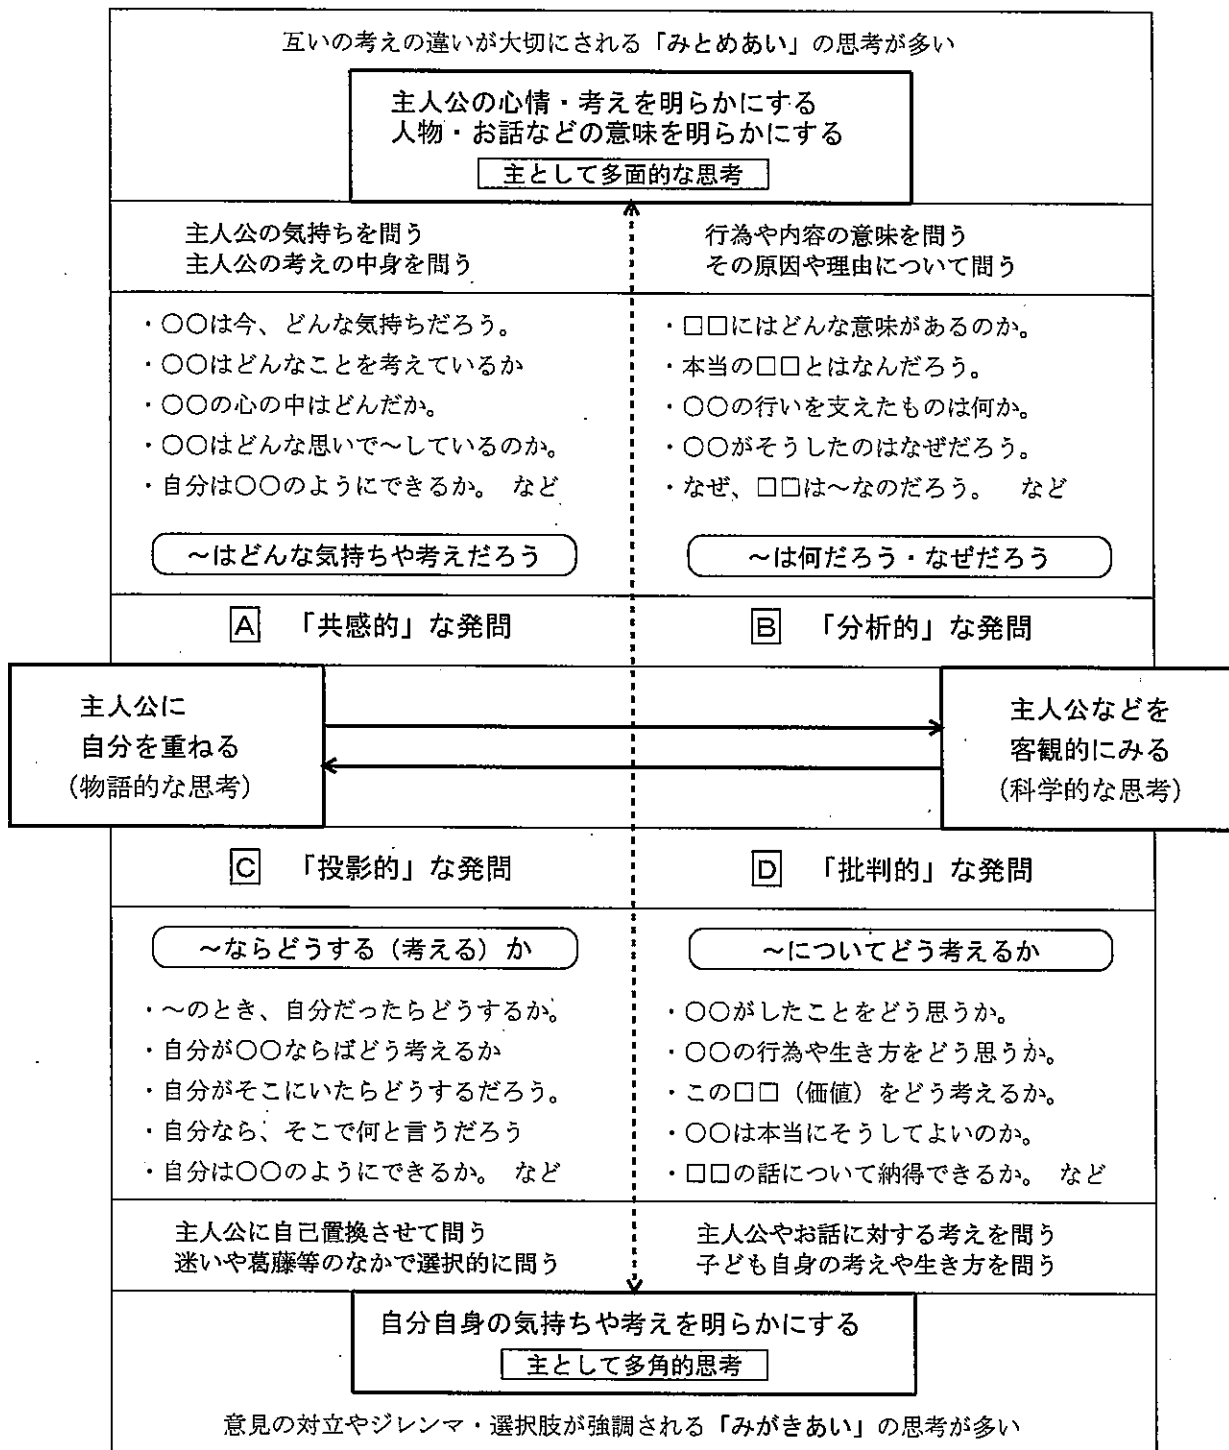 互いの考えの違いが大切にされる「みとめあい」の思考が多い
主人公の心情・考えを明らかにする
人物・お話などの意味を明らかにする
主として多面的な思考
主人公の気持ちを問う
主人公の考えの中身を問う
行為や内容の意味を問う
その原因や理由について問う
・〇〇は今、どんな気持ちだろう。
・〇〇はどんなことを考えているか
・〇〇の心の中はどんだか。
・〇〇はどんな思いで～しているのか。
・自分は〇〇のようにできるか。 など
～はどんな気持ちや考えだろう
・□□にはどんな意味があるのか。
・本当の□□とはなんだろう。
・〇〇の行いを支えたものは何か。
・〇〇がそうしたのはなぜだろう。
・なぜ、□□は～なのだろう。 など
～は何だろう・なぜだろう
A 「共感的」な発問
B 「分析的」な発問
主人公に
自分を重ねる
(物語的な思考)
主人公などを
客観的にみる
(科学的な思考)
C 「投影的」な発問
D 「批判的」な発問
～ならどうする（考える）か
・～のとき、自分だったらどうするか。
・自分が〇〇ならばどう考えるか
・自分がそこにいたらどうするだろう。
・自分なら、そこで何と言うだろう
・自分は〇〇のようにできるか。 など
～についてどう考えるか
・〇〇がしたことをどう思うか。
・〇〇の行為や生き方をどう思うか。
・この□□（価値）をどう考えるか。
・〇〇は本当にそうしてよいのか。
・□□の話について納得できるか。 など
主人公に自己置換させて問う
迷いや葛藤等のなかで選択的に問う
主人公やお話に対する考えを問う
子ども自身の考えや生き方を問う
自分自身の気持ちや考えを明らかにする
主として多角的思考
意見の対立やジレンマ・選択肢が強調される「みがきあい」の思考が多い